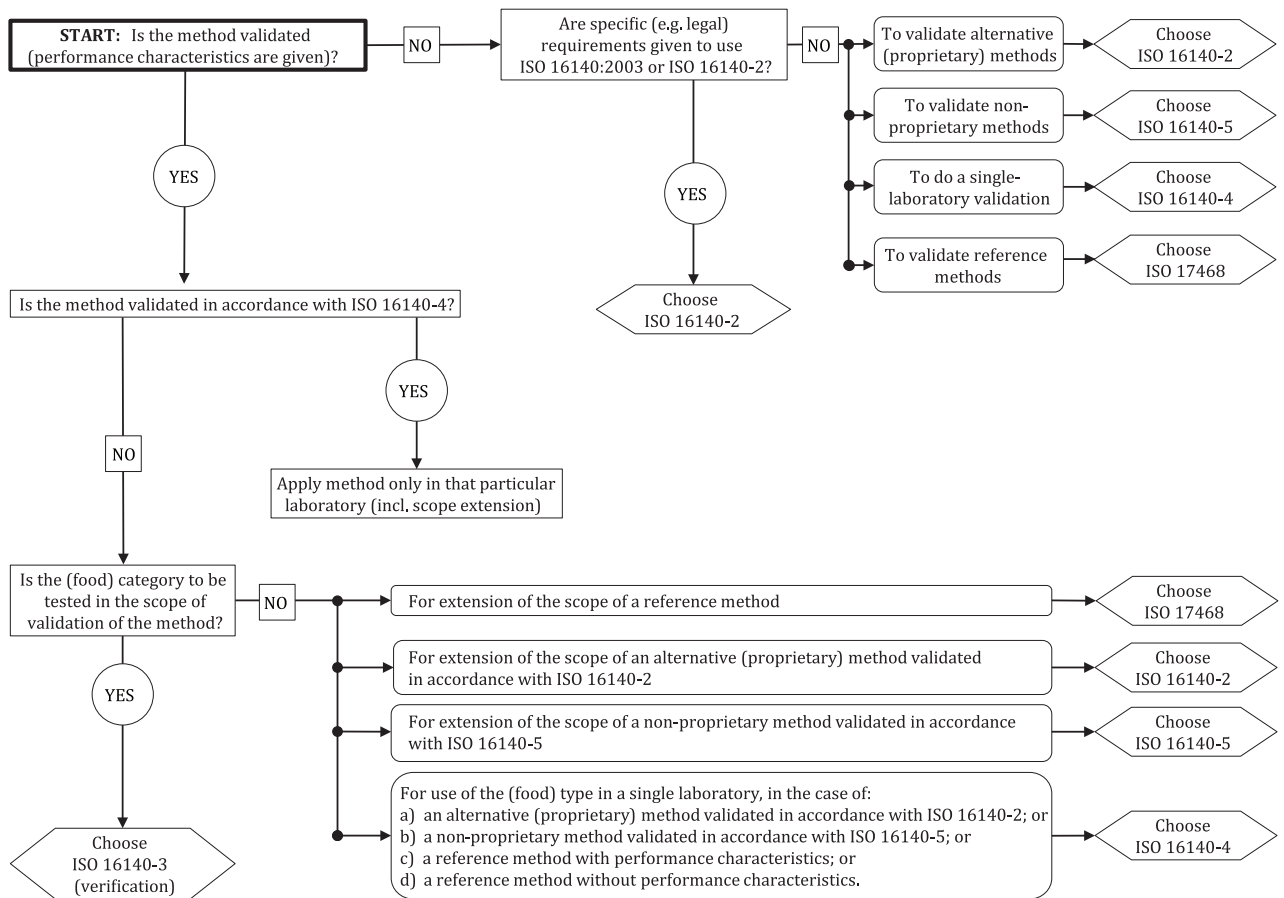 START: Is the method validated
(performance characteristics are given)?
NO
Are specific (e.g. legal)
requirements given to use
ISO 16140:2003 or ISO 16140-2?
NO
To validate alternative
(proprietary) methods
Choose
ISO 16140-2
To validate non-
proprietary methods
Choose
ISO 16140-5
YES
YES
To do a single-
laboratory validation
Choose
ISO 16140-4
To validate reference
methods
Choose
ISO 17468
Is the method validated in accordance with ISO 16140-4?
Choose
ISO 16140-2
YES
NO
Apply method only in that particular
laboratory (incl. scope extension)
Is the (food) category to be
tested in the scope of
validation of the method?
NO
For extension of the scope of a reference method
Choose
ISO 17468
For extension of the scope of an alternative (proprietary) method validated
in accordance with ISO 16140-2
Choose
ISO 16140-2
YES
For extension of the scope of a non-proprietary method validated in accordance
with ISO 16140-5
Choose
ISO 16140-5
For use of the (food) type in a single laboratory, in the case of:
a) an alternative (proprietary) method validated in accordance with ISO 16140-2; or
b) a non-proprietary method validated in accordance with ISO 16140-5; or
c) a reference method with performance characteristics; or
d) a reference method without performance characteristics.
Choose
ISO 16140-4
Choose
ISO 16140-3
(verification)